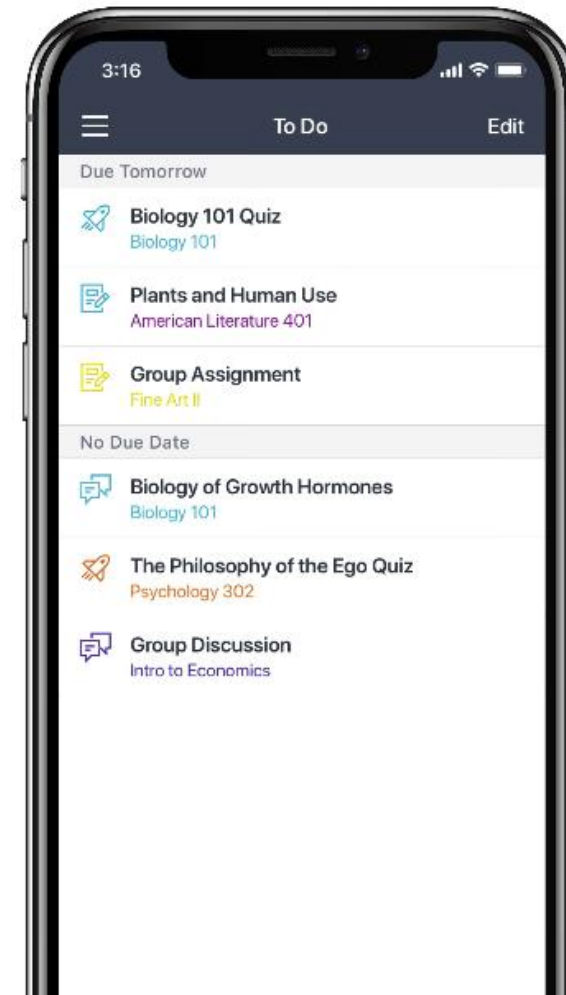 3:16
To Do
Edit
Due Tomorrow
Biology 101 Quiz
Biology 101
Plants and Human Use
American Literature 401
Group Assignment
Fine Art II
No Due Date
Biology of Growth Hormones
Biology 101
The Philosophy of the Ego Quiz
Psychology 302
Group Discussion
Intro to Economics